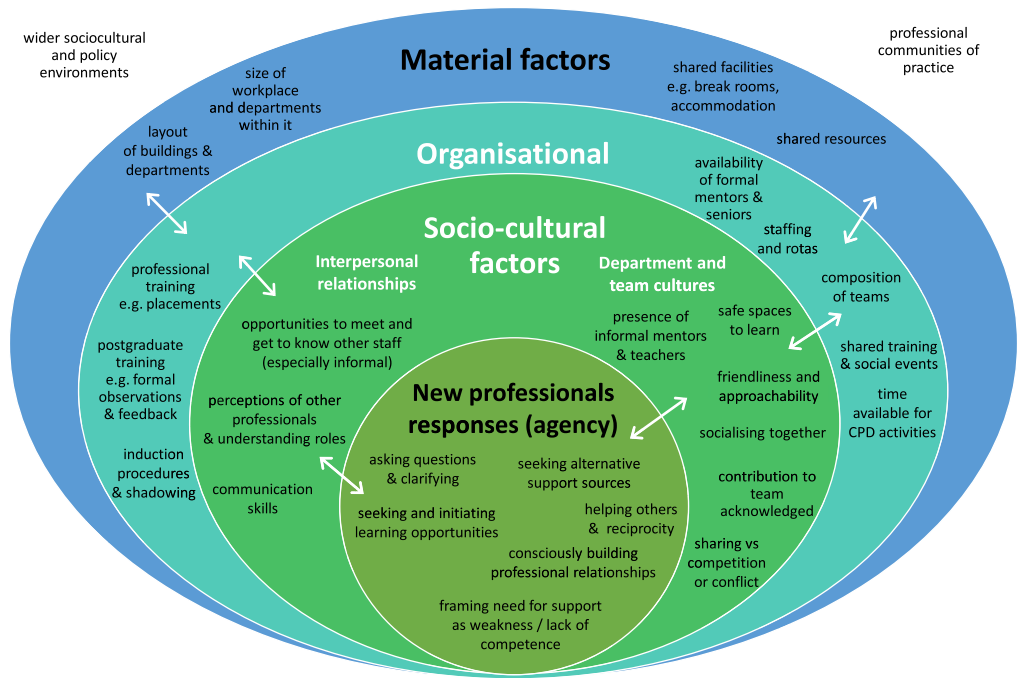 wider sociocultural
and policy
environments
professional
communities of
practice
Material factors
size of
workplace
and departments
within it
layout
of buildings &
departments
shared facilities
e.g. break rooms,
accommodation
shared resources
Organisational
availability
of formal
mentors &
seniors
staffing
and rotas
composition
of teams
shared training
& social events
time
available for
CPD activities
professional
training
e.g. placements
postgraduate
training
e.g. formal
observations
& feedback
induction
procedures
& shadowing
Socio-cultural
factors
Interpersonal
relationships
opportunities to meet and
get to know other staff
(especially informal)
perceptions of other
professionals
& understanding roles
communication
skills
Department and
team cultures
presence of
informal mentors
& teachers
safe spaces
to learn
friendliness and
approachability
socialising together
contribution to
team
acknowledged
sharing vs
competition
or conflict
New professionals
responses (agency)
asking questions
& clarifying
seeking alternative
support sources
seeking and initiating
learning opportunities
helping others
& reciprocity
consciously building
professional relationships
framing need for support
as weakness / lack of
competence